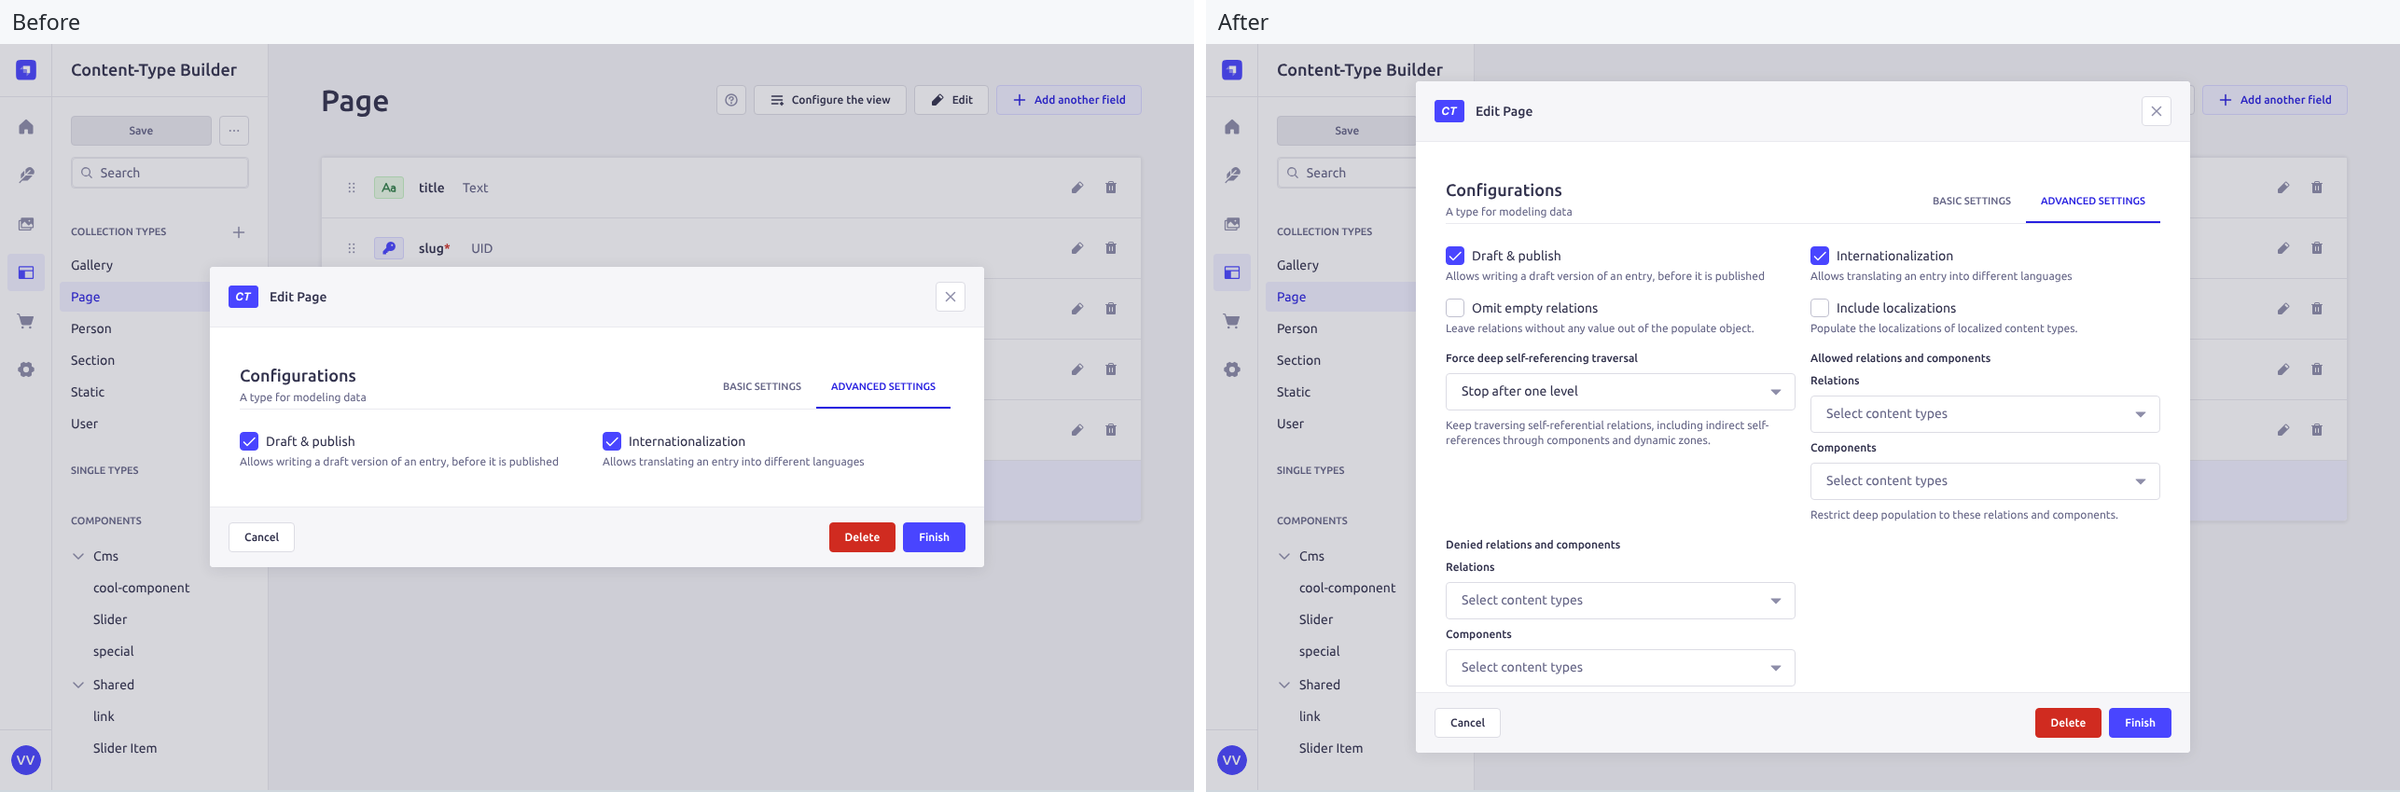 Before
Content-Type Builder
Save
...
Search
COLLECTION TYPES
Gallery
Page
Person
Section
Static
User
SINGLE TYPES
COMPONENTS
Cms
cool-component
Slider
special
Shared
link
Slider Item
VV
Page
Configure the view
Edit
Add another field
Aa title Text
slug* UID
CT Edit Page
Configurations
A type for modeling data
BASIC SETTINGS
ADVANCED SETTINGS
Draft & publish
Allows writing a draft version of an entry, before it is published
Internationalization
Allows translating an entry into different languages
Cancel
Delete
Finish
After
Content-Type Builder
Save
Search
COLLECTION TYPES
Gallery
Page
Person
Section
Static
User
SINGLE TYPES
COMPONENTS
Cms
cool-component
Slider
special
Shared
link
Slider Item
VV
Add another field
CT Edit Page
Configurations
A type for modeling data
BASIC SETTINGS
ADVANCED SETTINGS
Draft & publish
Allows writing a draft version of an entry, before it is published
Internationalization
Allows translating an entry into different languages
Omit empty relations
Leave relations without any value out of the populate object.
Include localizations
Populate the localizations of localized content types.
Force deep self-referencing traversal
Stop after one level
Keep traversing self-referential relations, including indirect self-
references through components and dynamic zones.
Allowed relations and components
Relations
Select content types
Components
Select content types
Restrict deep population to these relations and components.
Denied relations and components
Relations
Select content types
Components
Select content types
Cancel
Delete
Finish